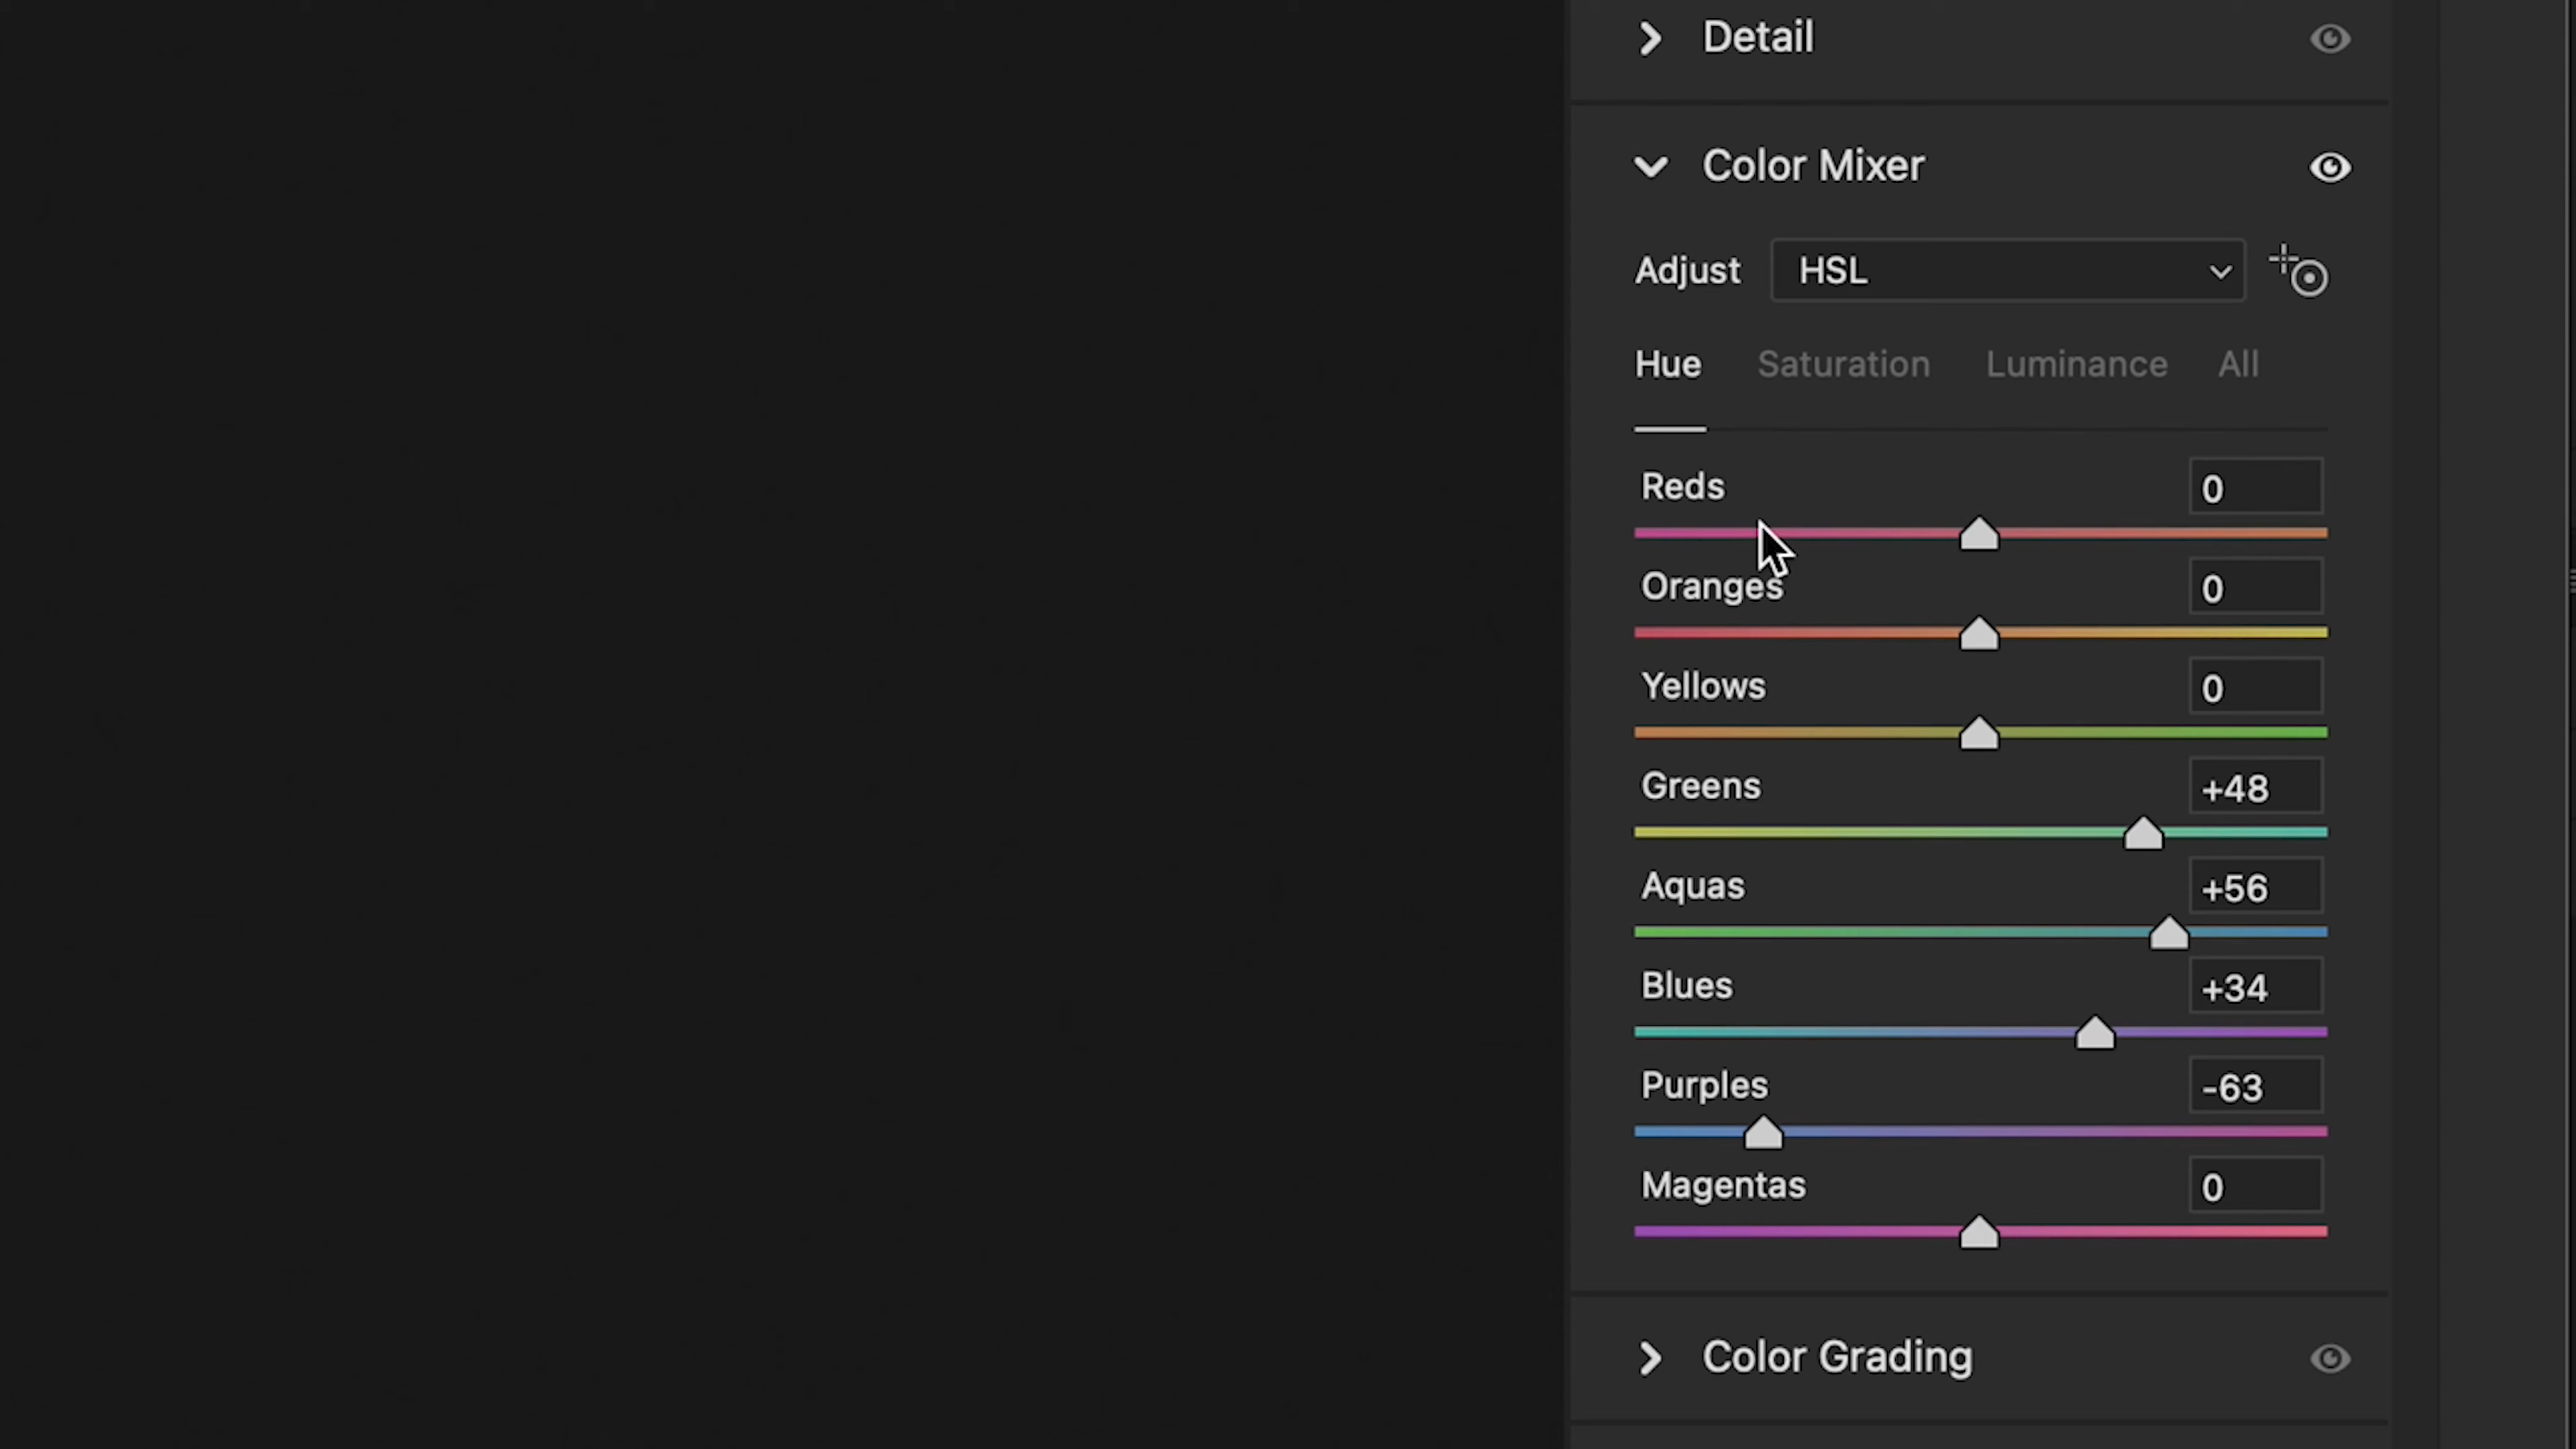 Detail
Color Mixer
Adjust HSL
Hue Saturation Luminance All
Reds 0
Oranges 0
Yellows 0
Greens +48
Aquas +56
Blues +34
Purples -63
Magentas 0
Color Grading